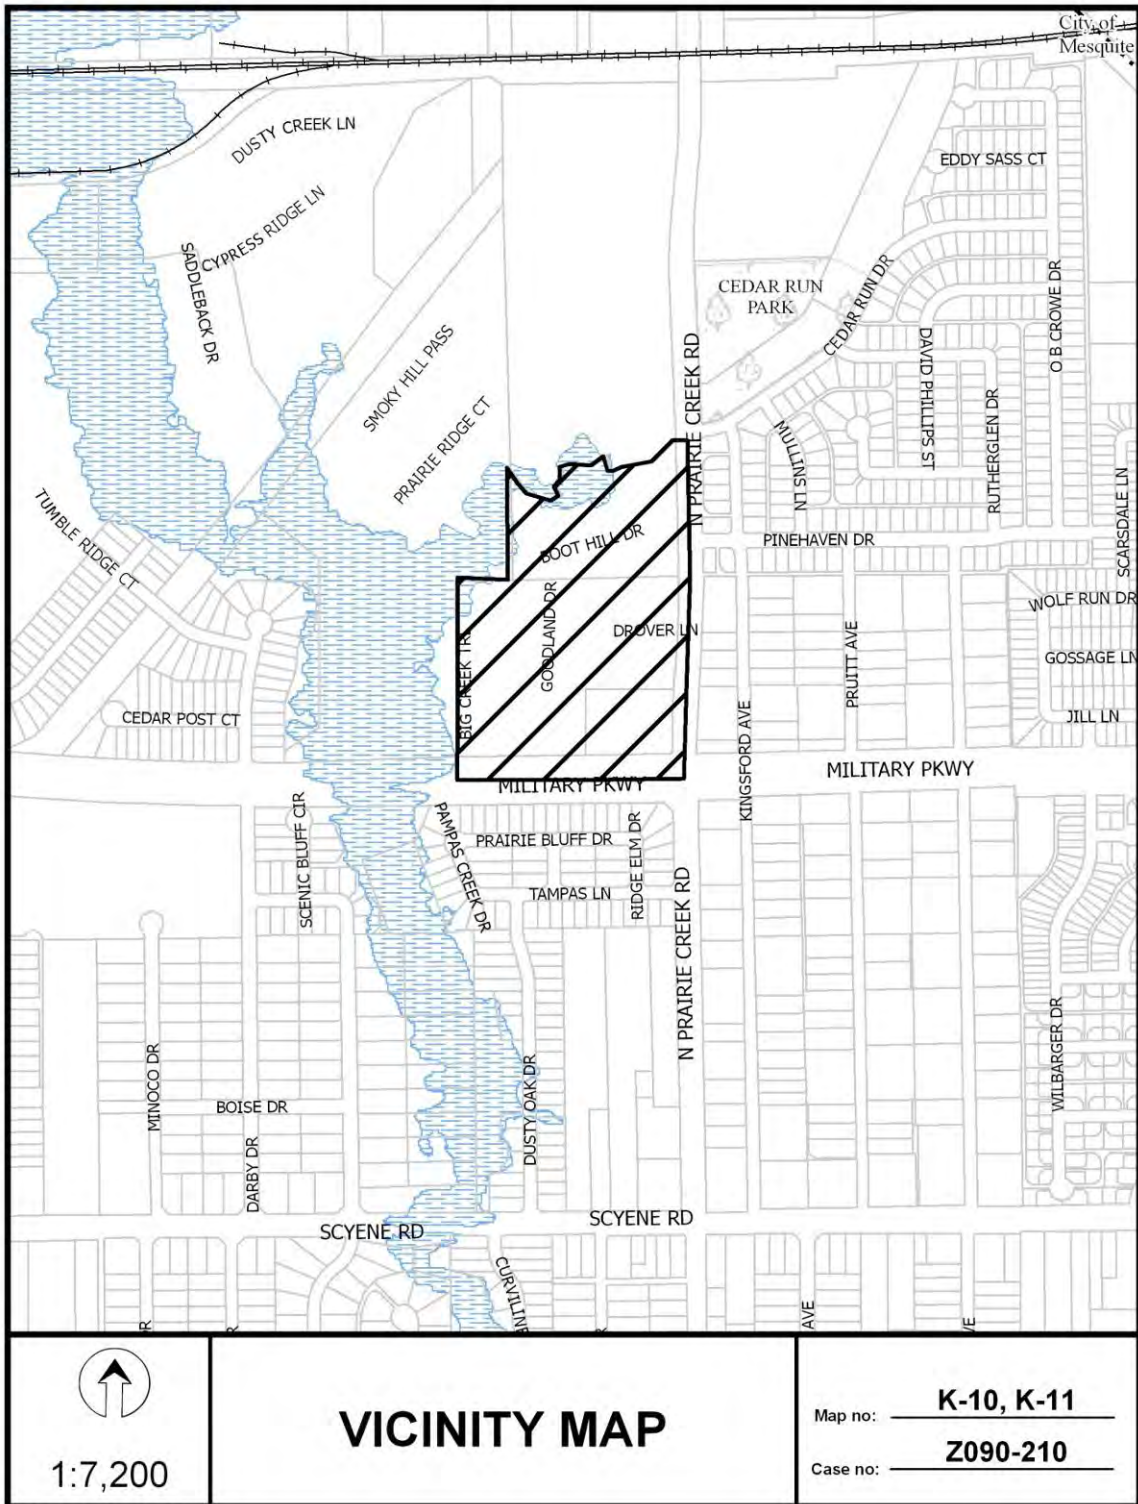 City of
Mesquite
DUSTY CREEK LN
EDDY SASS CT
CYPRESS RIDGE LN
SADDLEBACK DR
CEDAR RUN
PARK
CEDAR RUN DR
O B CROWE DR
SMOKY HILL PASS
N PRAIRIE CREEK RD
DAVID PHILLIPS ST
PRAIRIE RIDGE CT
MULLINS LN
RUTHERGLEN DR
SCARSDALE LN
TUMBLE RIDGE CT
BOOT HILL DR
PINEHAVEN DR
WOLF RUN DR
GOODLAND DR
DROVER LN
BIG CREEK TRL
PRUITT AVE
GOSSAGE LN
CEDAR POST CT
JILL LN
KINGSFORD AVE
MILITARY PKWY
MILITARY PKWY
SCENIC BLUFF CIR
PAMPAS CREEK DR
PRAIRIE BLUFF DR
RIDGE ELM DR
TAMPAS LN
N PRAIRIE CREEK RD
MINOCO DR
WILBARGER DR
DUSTY OAK DR
BOISE DR
DARBY DR
SCYENE RD
SCYENE RD
AVE
1:7,200
VICINITY MAP
Map no: K-10, K-11
Case no: Z090-210